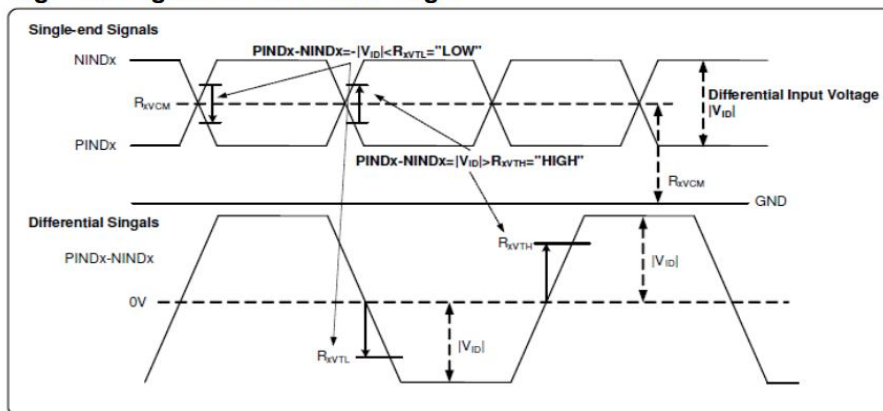 Single-end Signals
NINDx
PINDx-NINDx=-|VID|<RxVTL="LOW"
RxVCM
Differential Input Voltage
|VID|
PINDx
PINDx-NINDx=|VID|>RxVTH="HIGH"
RxVCM
GND
Differential Singals
RxVTH
PINDx-NINDx
|VID|
0V
|VID|
RxVTL